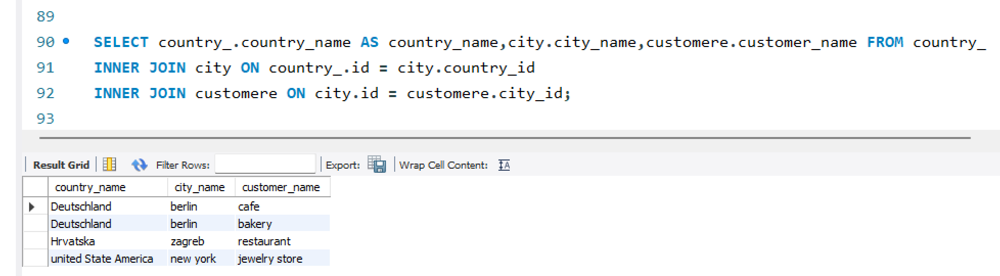 89
90 SELECT country_.country_name AS country_name,city.city_name,customere.customer_name FROM country_
91 INNER JOIN city ON country_.id = city.country_id
92 INNER JOIN customere ON city.id = customere.city_id;
93
Result Grid Filter Rows: Export: Wrap Cell Content: IA
country_name city_name customer_name
Deutschland berlin cafe
Deutschland berlin bakery
Hrvatska zagreb restaurant
united State America new york jewelry store